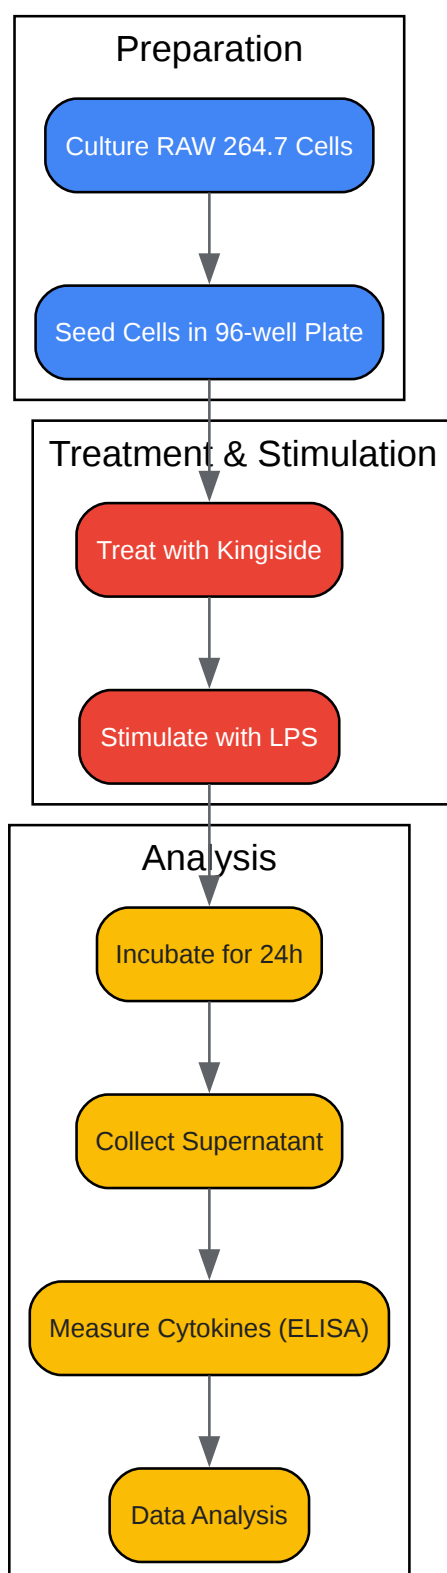 Preparation
Culture RAW 264.7 Cells
Seed Cells in 96-well Plate
Treatment & Stimulation
Treat with Kingiside
Stimulate with LPS
Analysis
Incubate for 24h
Collect Supernatant
Measure Cytokines (ELISA)
Data Analysis